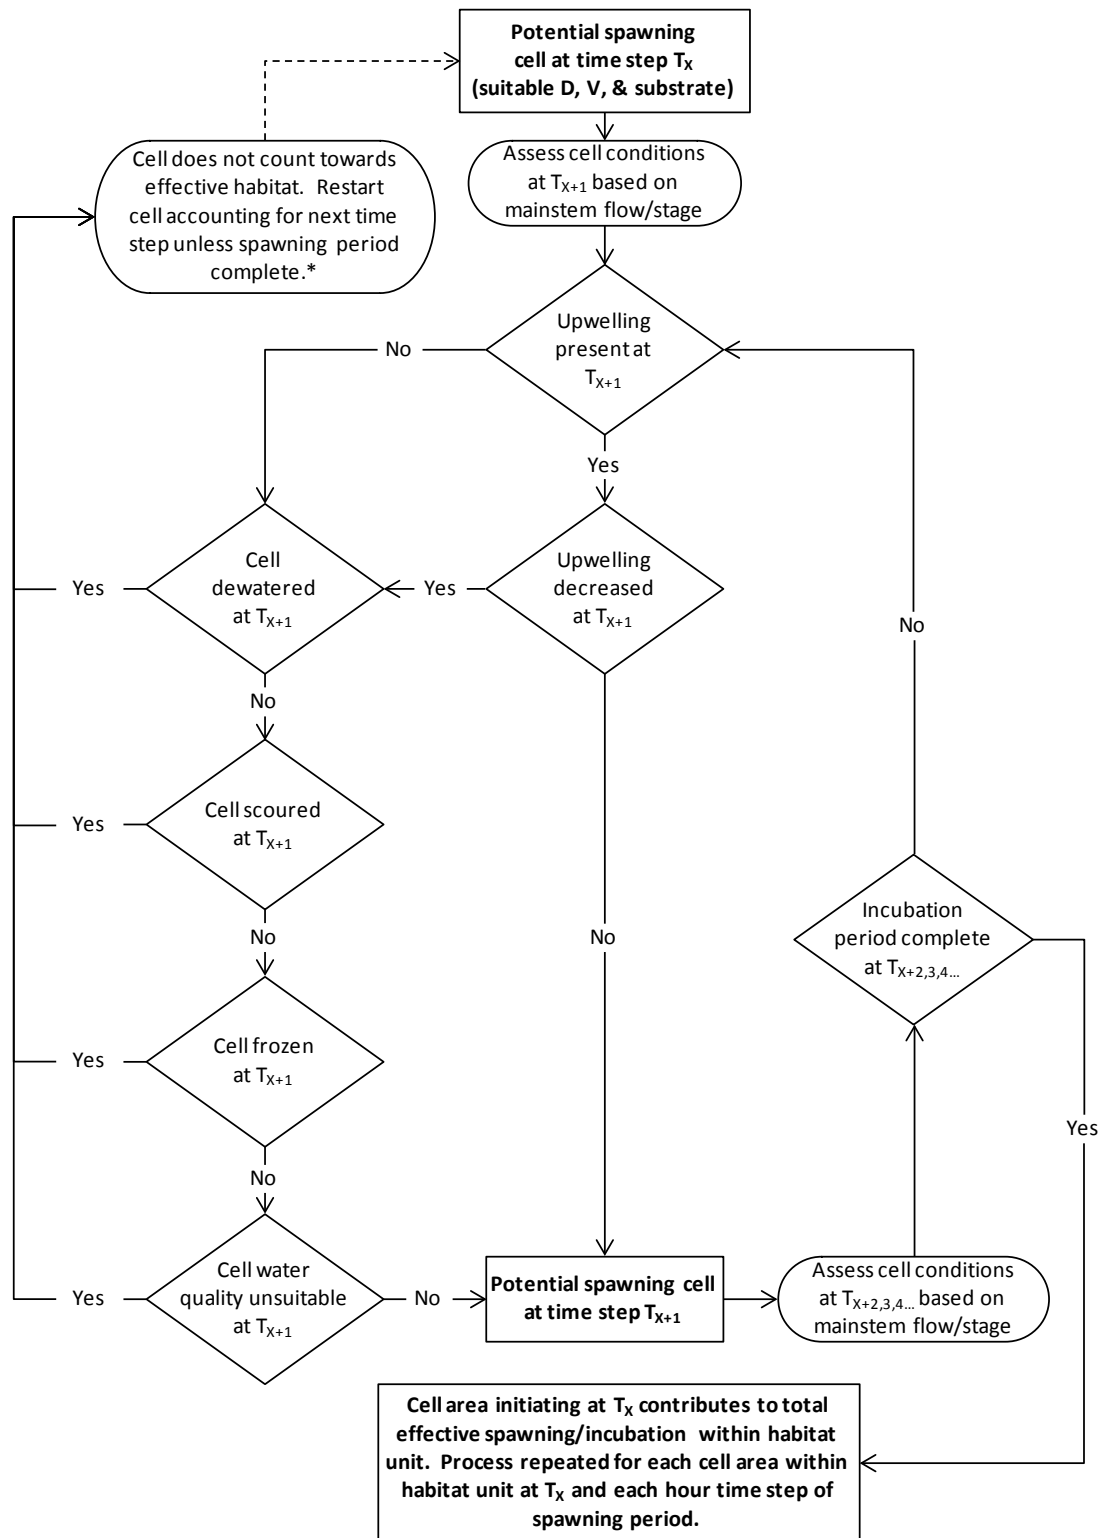 Potential spawning
cell at time step TX
(suitable D, V, & substrate)
Cell does not count towards
effective habitat. Restart
cell accounting for next time
step unless spawning period
complete.*
Assess cell conditions
at TX+1 based on
mainstem flow/stage
Upwelling
present at
TX+1
No
Yes
Cell
dewatered
at TX+1
Yes
Yes
Upwelling
decreased
at TX+1
No
No
Cell scoured
at TX+1
Yes
No
No
Incubation
period complete
at TX+2,3,4...
Cell frozen
at TX+1
Yes
Yes
No
Cell water
quality unsuitable
at TX+1
Yes
No
Potential spawning cell
at time step TX+1
Assess cell conditions
at TX+2,3,4... based on
mainstem flow/stage
Cell area initiating at TX contributes to total
effective spawning/incubation within habitat
unit. Process repeated for each cell area within
habitat unit at TX and each hour time step of
spawning period.